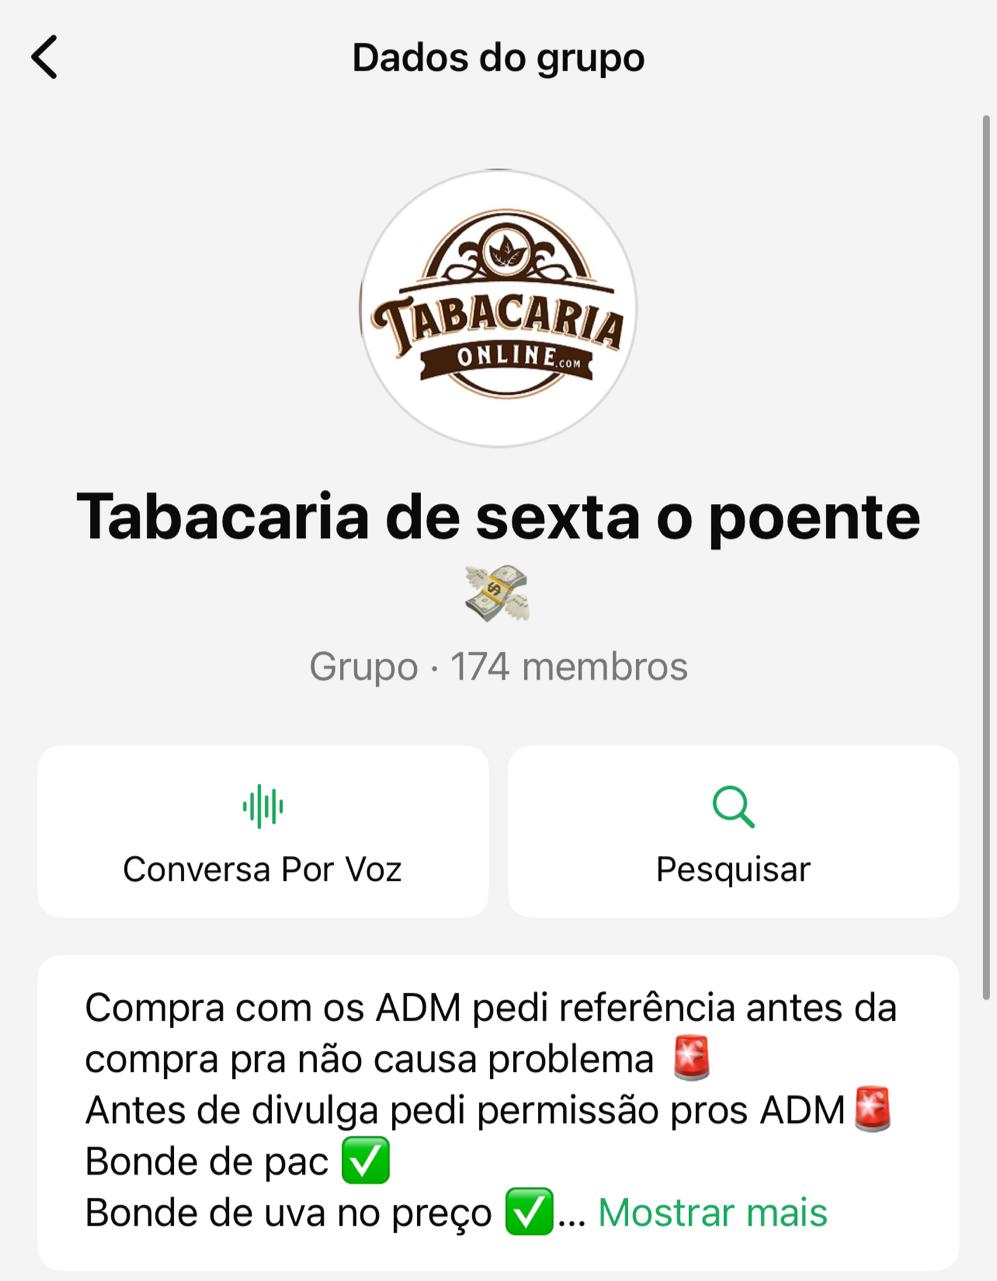 Dados do grupo
TABACARIA
ONLINE.COM
Tabacaria de sexta o poente
💸
Grupo · 174 membros
Conversa Por Voz
Pesquisar
Compra com os ADM pedi referência antes da
compra pra não causa problema 🚨
Antes de divulga pedi permissão pros ADM🚨
Bonde de pac ✅
Bonde de uva no preço ✅... Mostrar mais